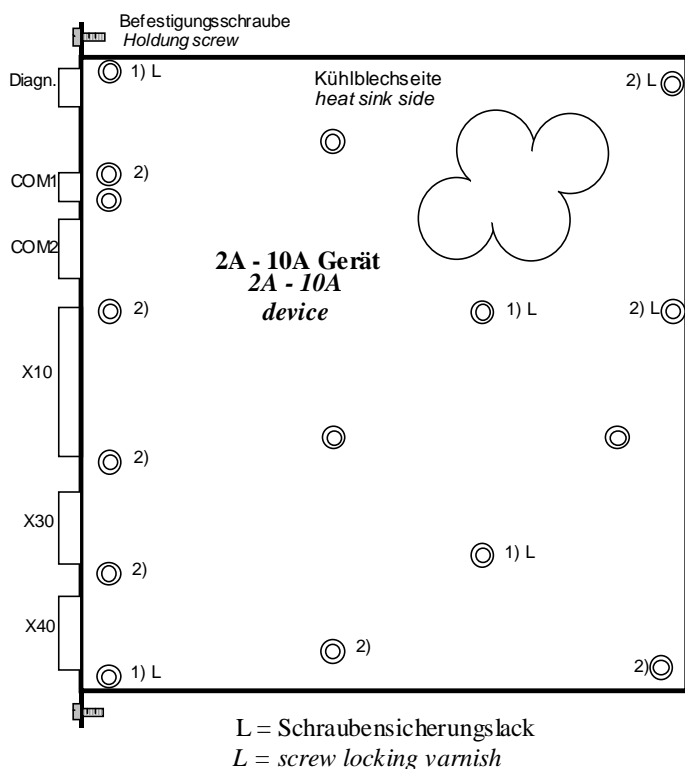 Befestigungsschraube
Holdung screw
Diagn.
1) L
Kühlblechseite
heat sink side
2) L
COM1
2)
COM2
2A - 10A Gerät
2A - 10A
device
2)
1) L
2) L
X10
2)
X30
1) L
2)
X40
2)
2)
1) L
L = Schraubensicherungslack
L = screw locking varnish